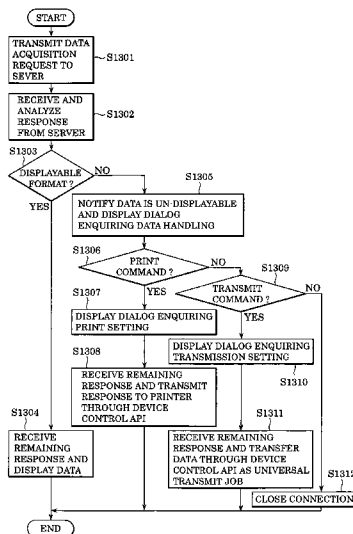 START
TRANSMIT DATA
ACQUISITION
REQUEST TO
SEVER
S1301
RECEIVE AND
ANALYZE
RESPONSE
FROM SERVER
S1302
S1303
DISPLAYABLE
FORMAT ?
NO
YES
S1305
NOTIFY DATA IS UN-DISPLAYABLE
AND DISPLAY DIALOG
ENQUIRING DATA HANDLING
S1306
PRINT
COMMAND ?
NO
YES
S1309
TRANSMIT
COMMAND ?
NO
YES
S1307
DISPLAY DIALOG ENQUIRING
PRINT SETTING
DISPLAY DIALOG ENQUIRING
TRANSMISSION SETTING
S1310
S1308
RECEIVE REMAINING
RESPONSE AND TRANSMIT
RESPONSE TO PRINTER
THROUGH DEVICE
CONTROL API
S1304
RECEIVE
REMAINING
RESPONSE AND
DISPLAY DATA
S1311
RECEIVE REMAINING
RESPONSE AND TRANSFER
DATA THROUGH DEVICE
CONTROL API AS UNIVERSAL
TRANSMIT JOB
S1312
CLOSE CONNECTION
END